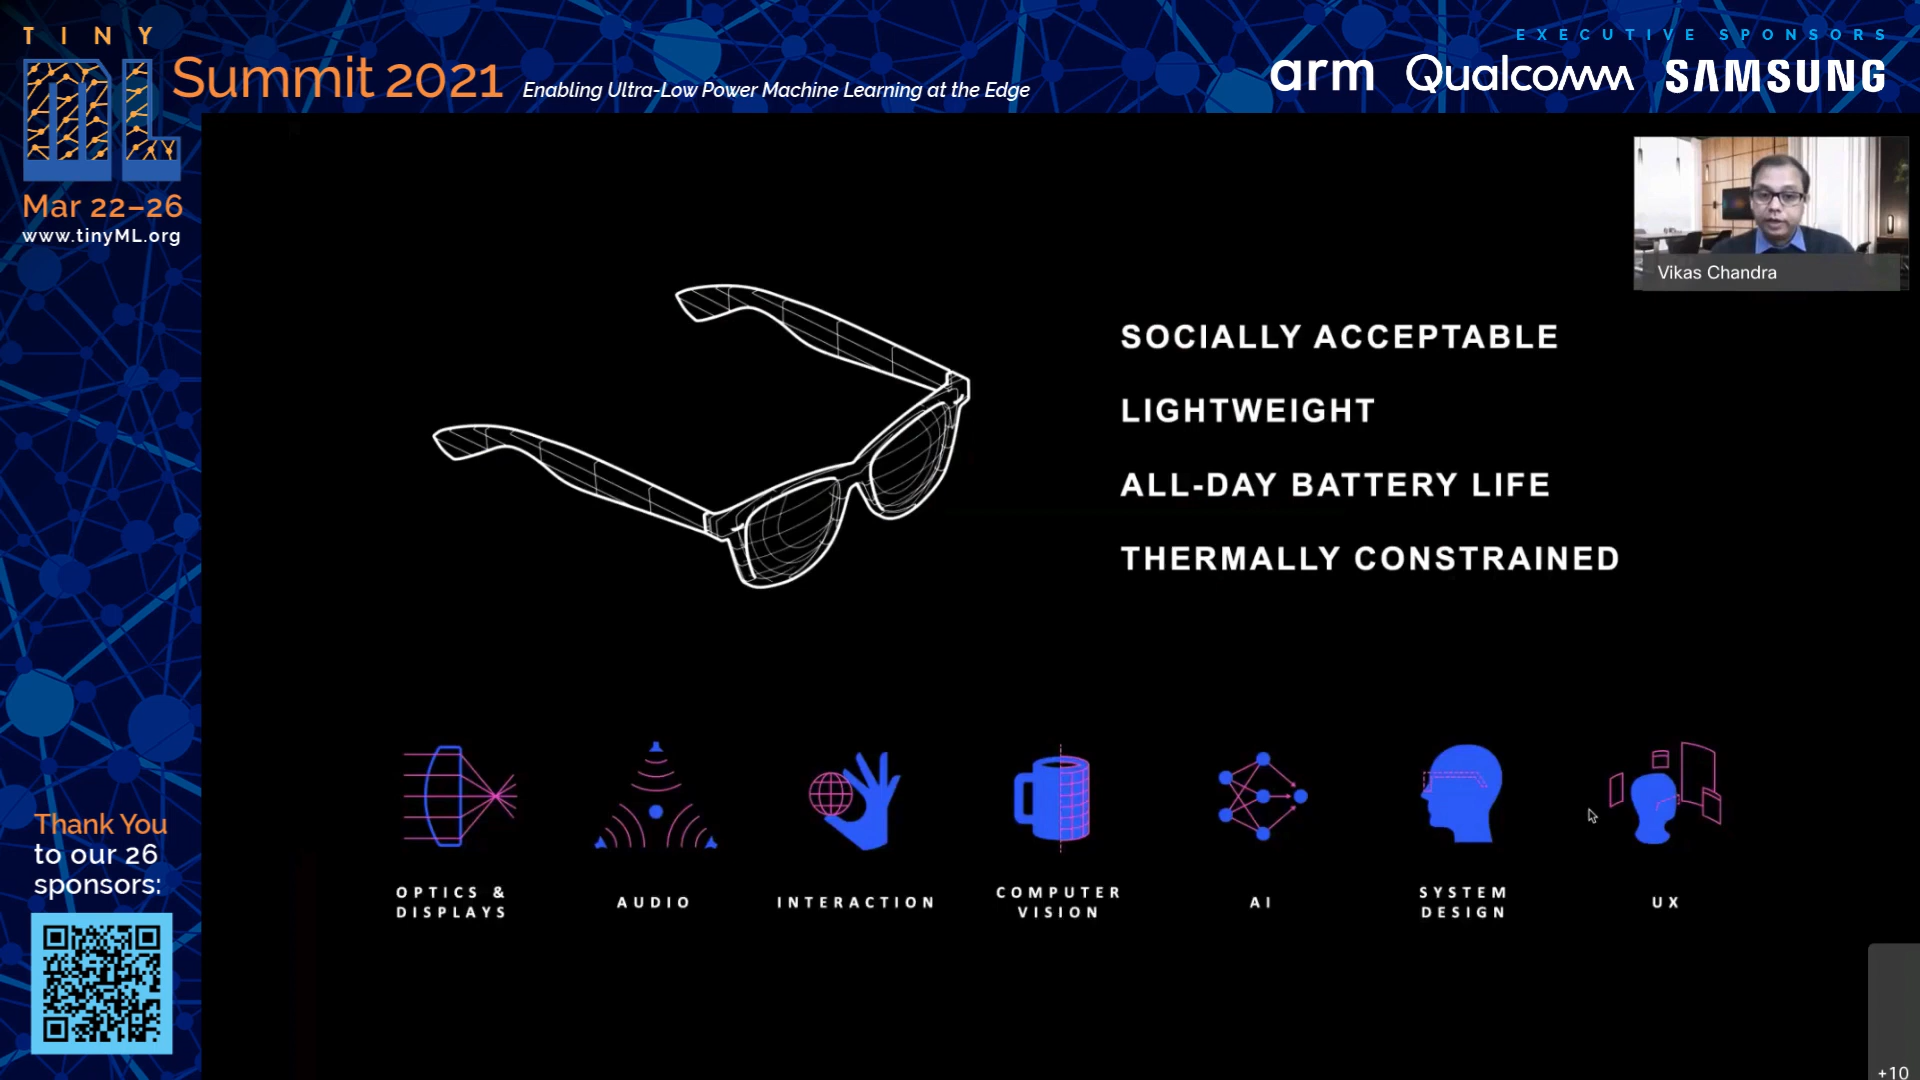 TINY
ML
Summit 2021
Enabling Ultra-Low Power Machine Learning at the Edge
EXECUTIVE SPONSORS
arm
Qualcomm
SAMSUNG
Mar 22–26
www.tinyML.org
Vikas Chandra
SOCIALLY ACCEPTABLE
LIGHTWEIGHT
ALL-DAY BATTERY LIFE
THERMALLY CONSTRAINED
Thank You
to our 26
sponsors:
OPTICS &
DISPLAYS
AUDIO
INTERACTION
COMPUTER
VISION
AI
SYSTEM
DESIGN
UX
+10